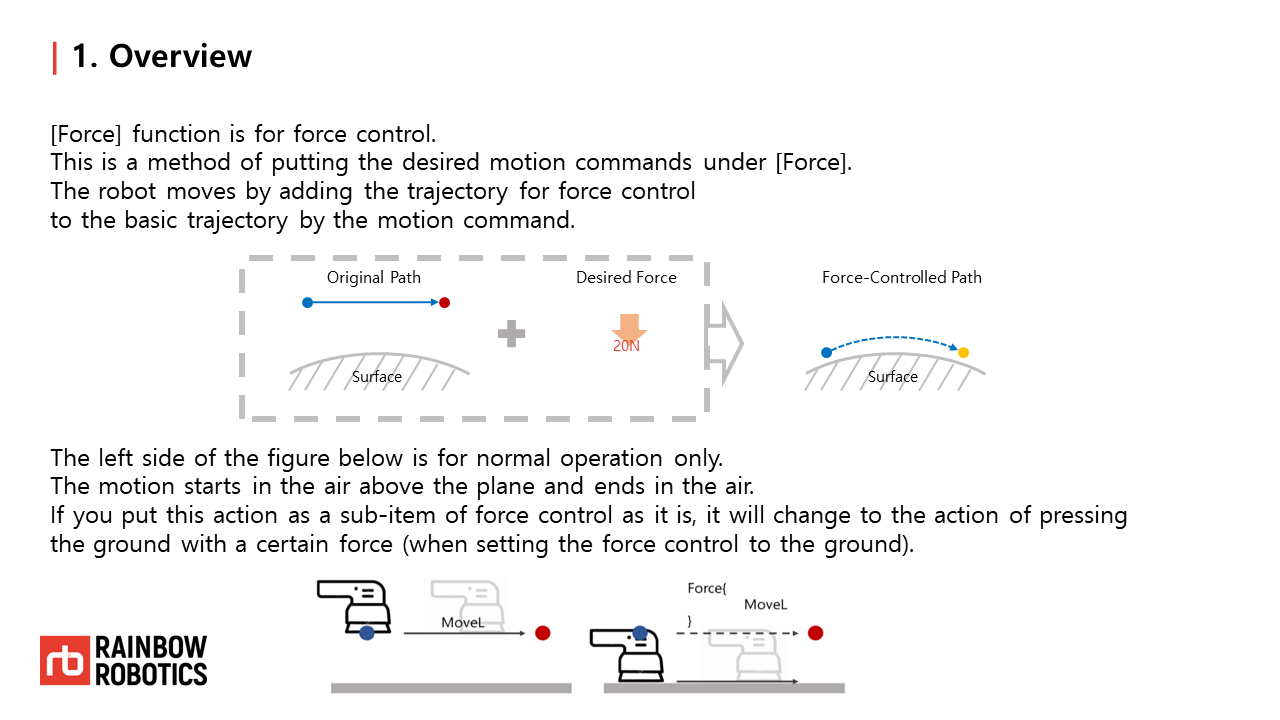 1. Overview
[Force] function is for force control.
This is a method of putting the desired motion commands under [Force].
The robot moves by adding the trajectory for force control
to the basic trajectory by the motion command.
Original Path
Desired Force
Force-Controlled Path
20N
Surface
Surface
The left side of the figure below is for normal operation only.
The motion starts in the air above the plane and ends in the air.
If you put this action as a sub-item of force control as it is, it will change to the action of pressing
the ground with a certain force (when setting the force control to the ground).
MoveL
Force{
MoveL
}
rb
RAINBOW
ROBOTICS